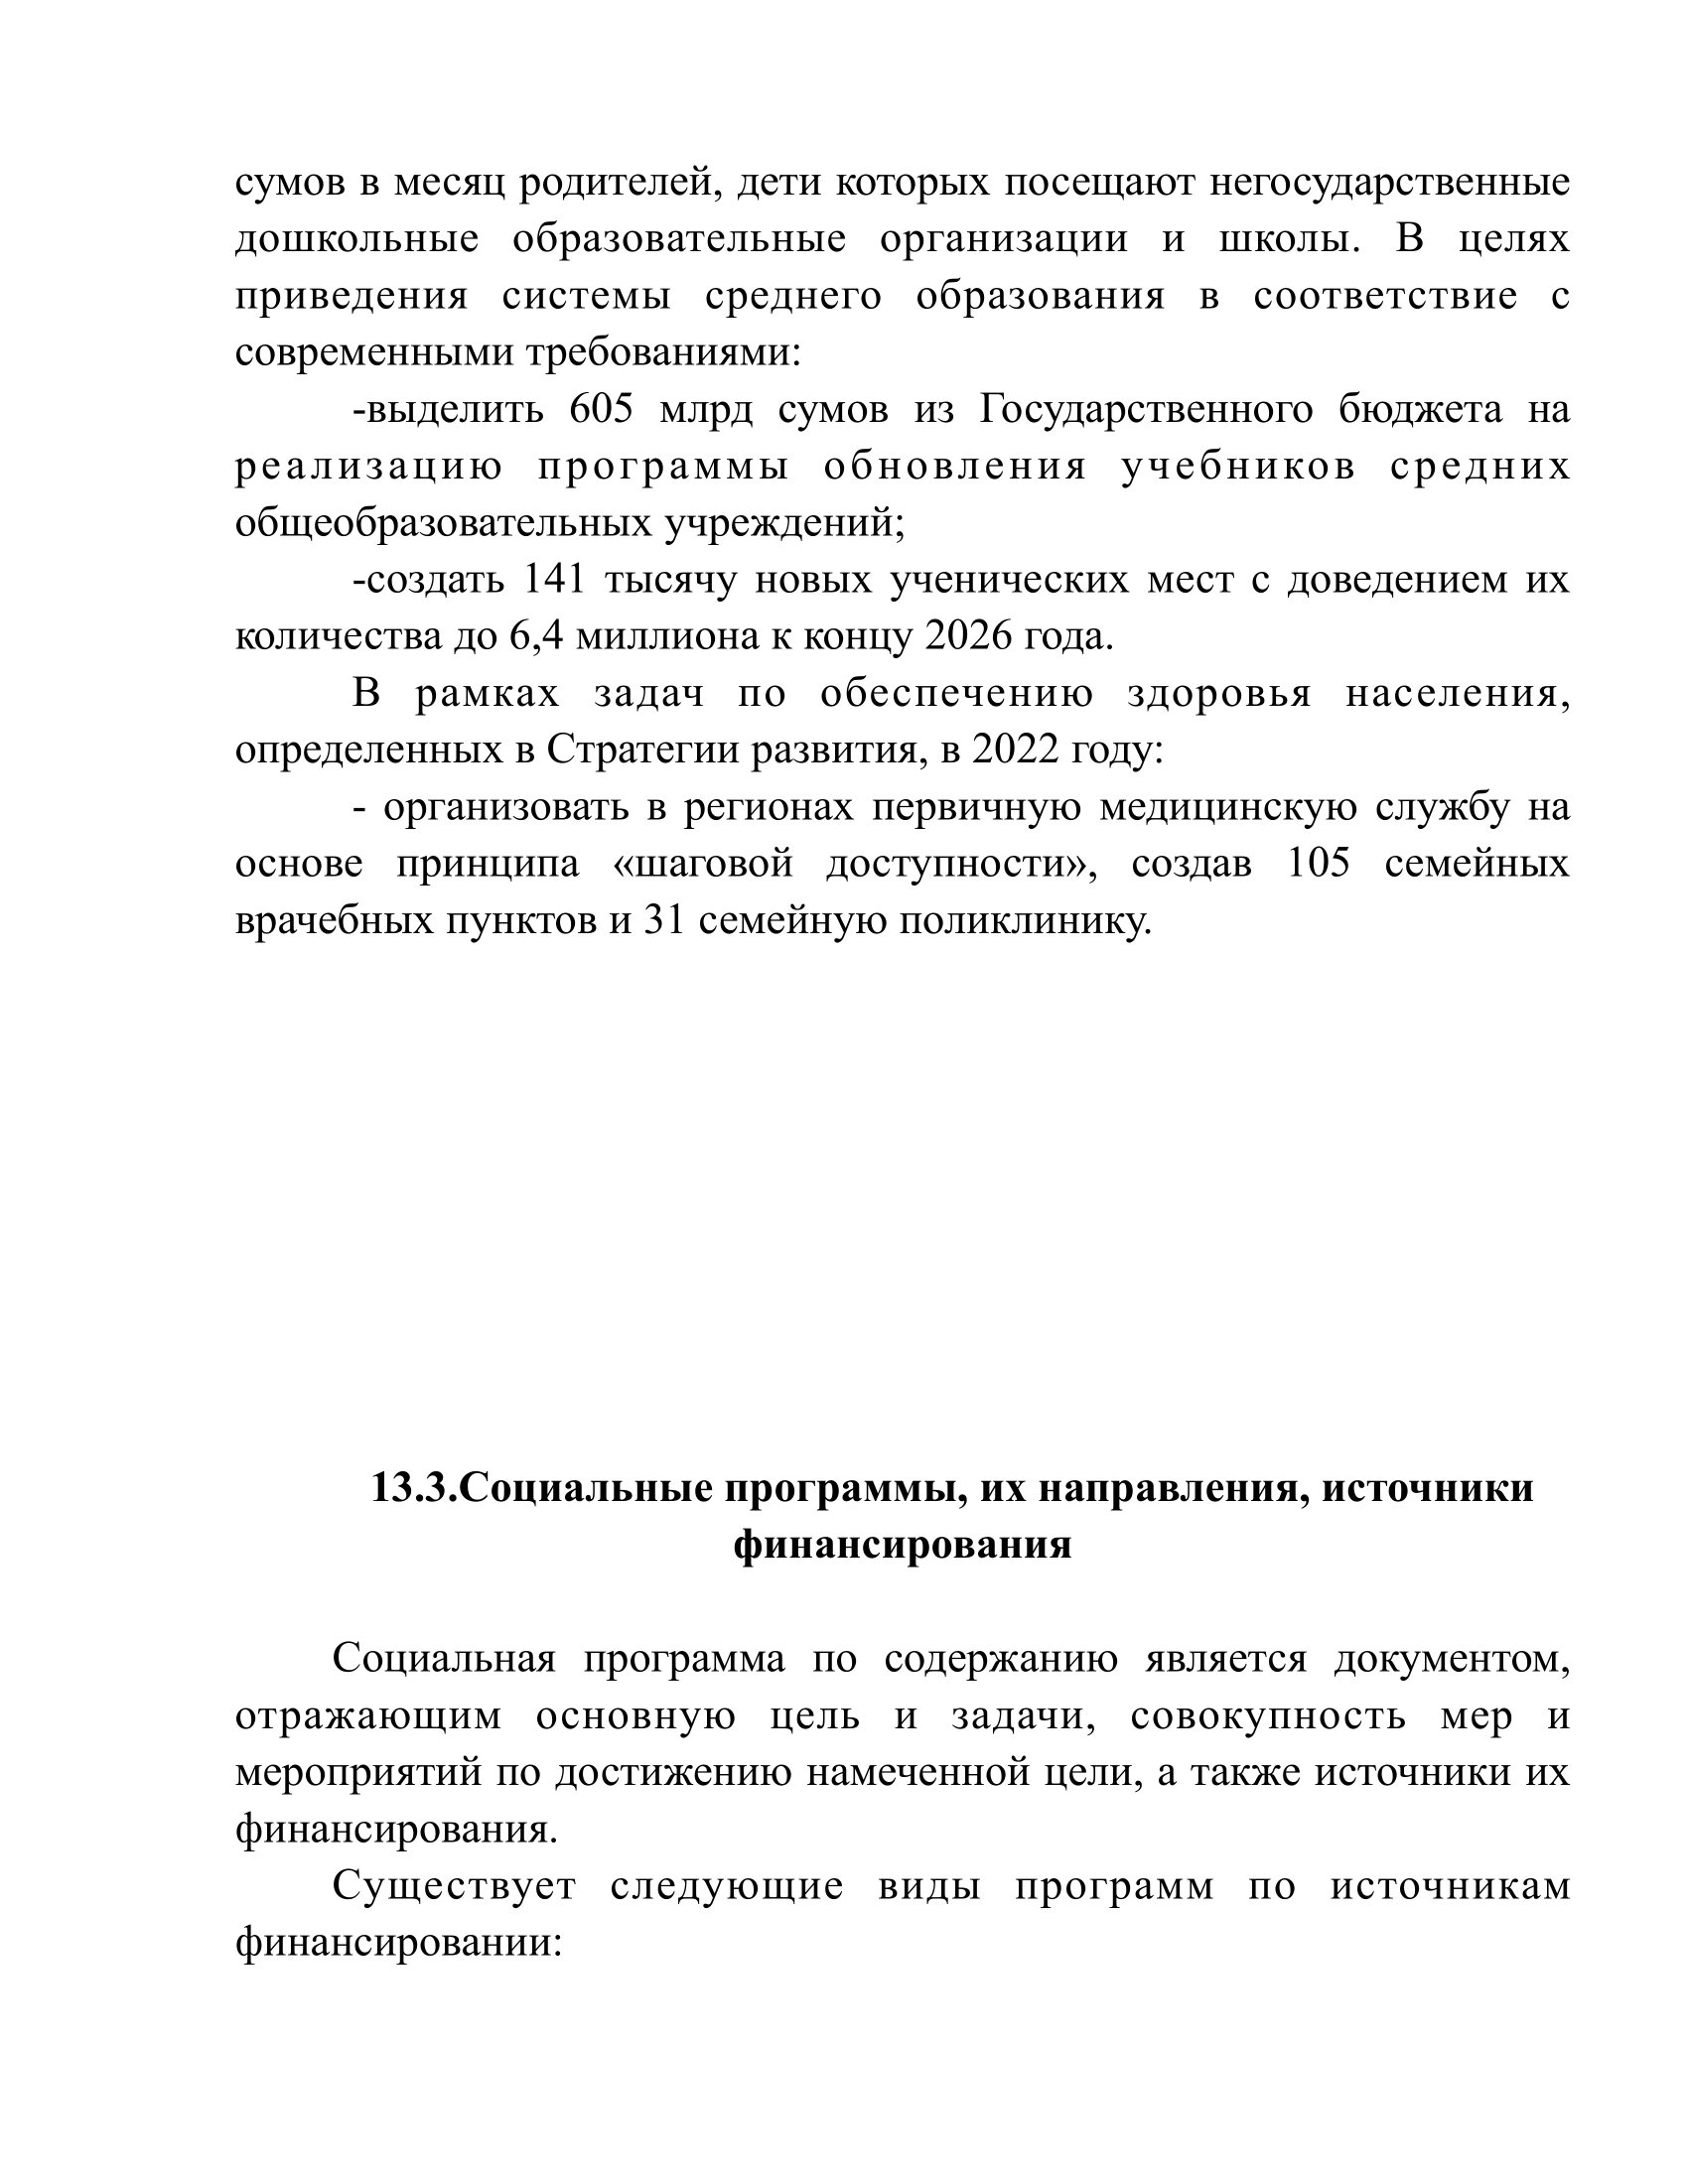 сумов в месяц родителей, дети которых посещают негосударственные
дошкольные образовательные организации и школы. В целях
приведения системы среднего образования в соответствие с
современными требованиями:
-выделить 605 млрд сумов из Государственного бюджета на
реализацию программы обновления учебников средних
общеобразовательных учреждений;
-создать 141 тысячу новых ученических мест с доведением их
количества до 6,4 миллиона к концу 2026 года.
В рамках задач по обеспечению здоровья населения,
определенных в Стратегии развития, в 2022 году:
- организовать в регионах первичную медицинскую службу на
основе принципа «шаговой доступности», создав 105 семейных
врачебных пунктов и 31 семейную поликлинику.
13.3.Социальные программы, их направления, источники
финансирования
Социальная программа по содержанию является документом,
отражающим основную цель и задачи, совокупность мер и
мероприятий по достижению намеченной цели, а также источники их
финансирования.
Существует следующие виды программ по источникам
финансировании: